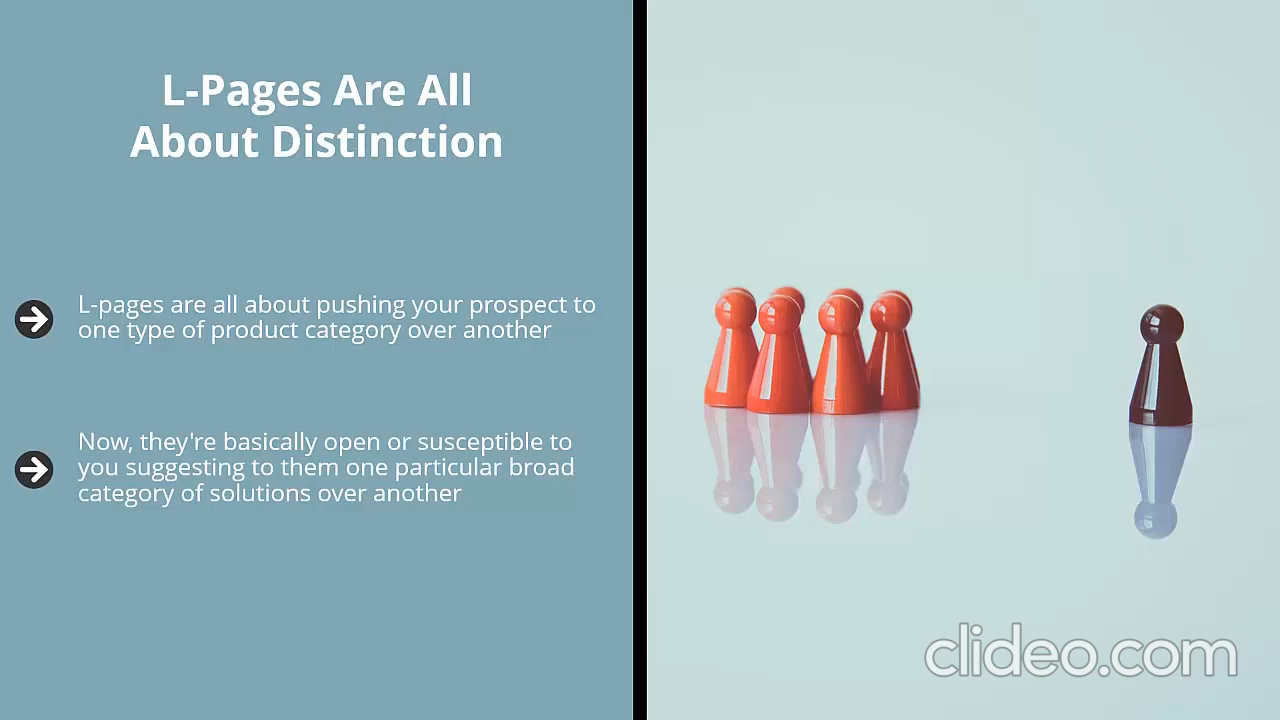 L-Pages Are All
About Distinction
L-pages are all about pushing your prospect to
one type of product category over another
Now, they're basically open or susceptible to
you suggesting to them one particular broad
category of solutions over another
clideo.com